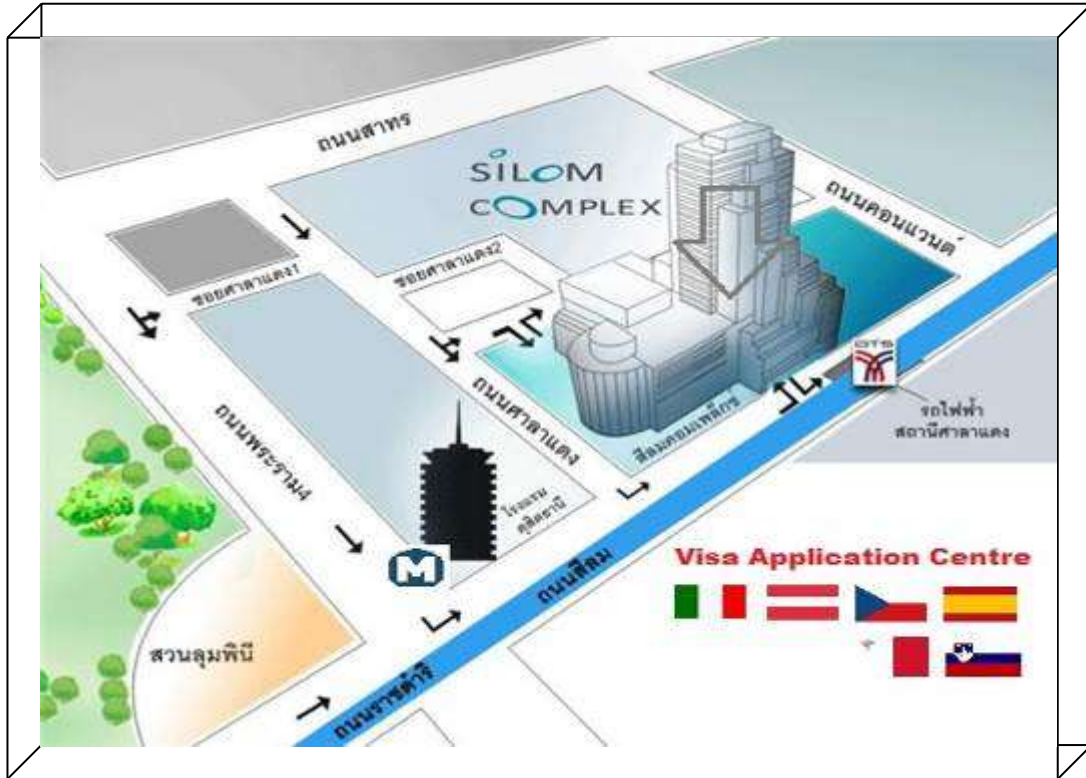 ถนนสาทร
SILOM
COMPLEX
ถนนคอนแวนต์
ซอยศาลาแดง2
ซอยศาลาแดง1
BTS
รถไฟฟ้า
สถานีศาลาแดง
สีลมคอมเพล็กซ์
ถนนศาลาแดง
ถนนพระราม4
โรงแรม
ดุสิตธานี
M
ถนนสีลม
Visa Application Centre
สวนลุมพินี
ถนนราชดำริ